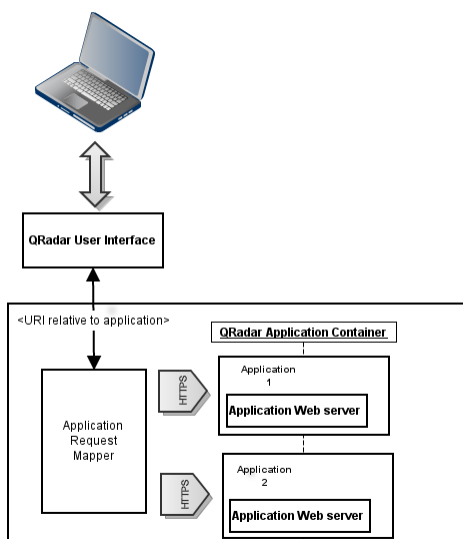 QRadar User Interface
<URI relative to application>
QRadar Application Container
Application
1
HTTPS
Application Web server
Application
Request
Mapper
Application
2
HTTPS
Application Web server